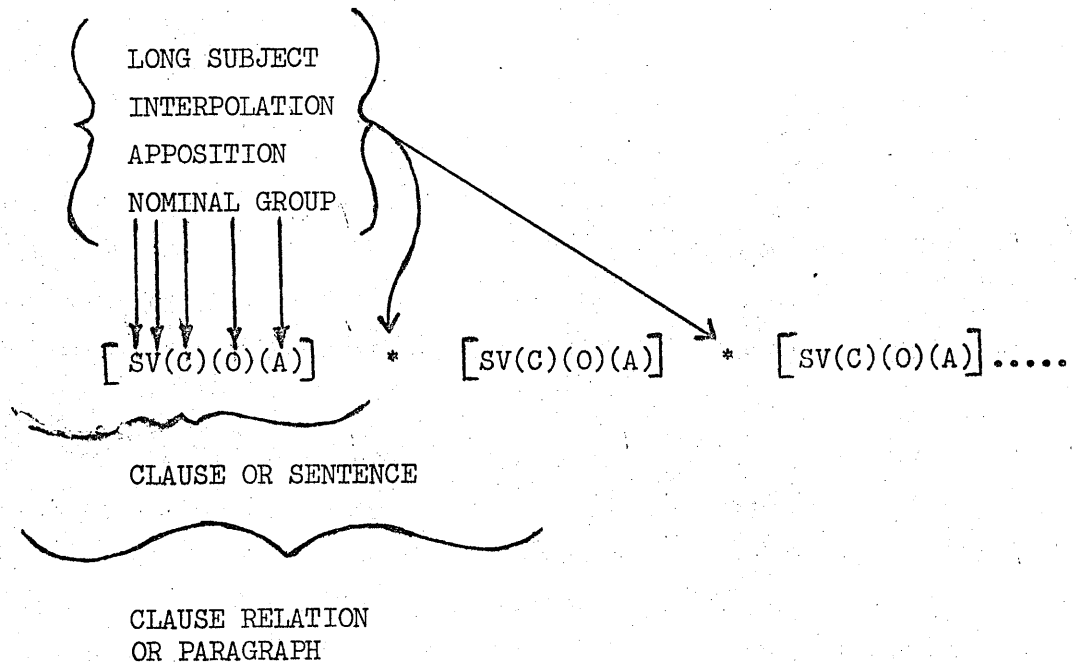 LONG SUBJECT
INTERPOLATION
APPOSITION
NOMINAL GROUP
[SV(C)(O)(A)] * [SV(C)(O)(A)] * [SV(C)(O)(A)].....
CLAUSE OR SENTENCE
CLAUSE RELATION
OR PARAGRAPH